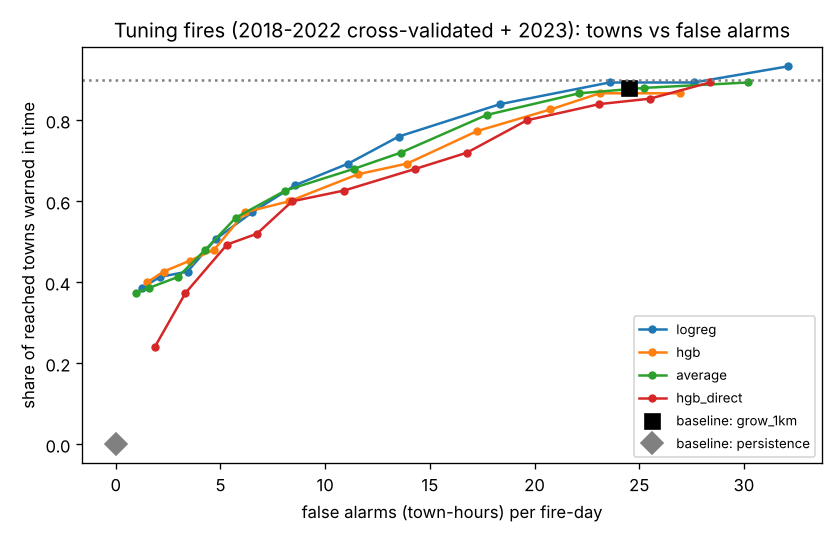 Tuning fires (2018-2022 cross-validated + 2023): towns vs false alarms
share of reached towns warned in time
0.8
0.6
0.4
0.2
0.0
logreg
hgb
average
hgb_direct
baseline: grow_1km
baseline: persistence
0 5 10 15 20 25 30
false alarms (town-hours) per fire-day